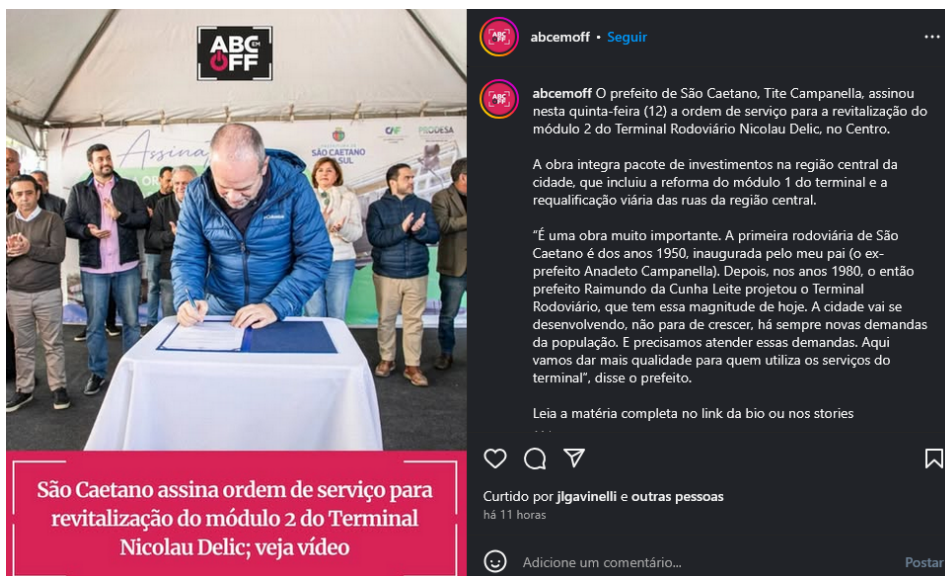 ABC EM
OFF
Assina
OR
SÃO CAETANO
DO SUL
CAF
PRODESA
São Caetano assina ordem de serviço para
revitalização do módulo 2 do Terminal
Nicolau Delic; veja vídeo
abcemoff • Seguir
abcemoff O prefeito de São Caetano, Tite Campanella, assinou
nesta quinta-feira (12) a ordem de serviço para a revitalização do
módulo 2 do Terminal Rodoviário Nicolau Delic, no Centro.
A obra integra pacote de investimentos na região central da
cidade, que incluiu a reforma do módulo 1 do terminal e a
requalificação viária das ruas da região central.
“É uma obra muito importante. A primeira rodoviária de São
Caetano é dos anos 1950, inaugurada pelo meu pai (o ex-
prefeito Anacleto Campanella). Depois, nos anos 1980, o então
prefeito Raimundo da Cunha Leite projetou o Terminal
Rodoviário, que tem essa magnitude de hoje. A cidade vai se
desenvolvendo, não para de crescer, há sempre novas demandas
da população. E precisamos atender essas demandas. Aqui
vamos dar mais qualidade para quem utiliza os serviços do
terminal”, disse o prefeito.
Leia a matéria completa no link da bio ou nos stories
Curtido por jlgavinelli e outras pessoas
há 11 horas
Adicione um comentário...
Postar